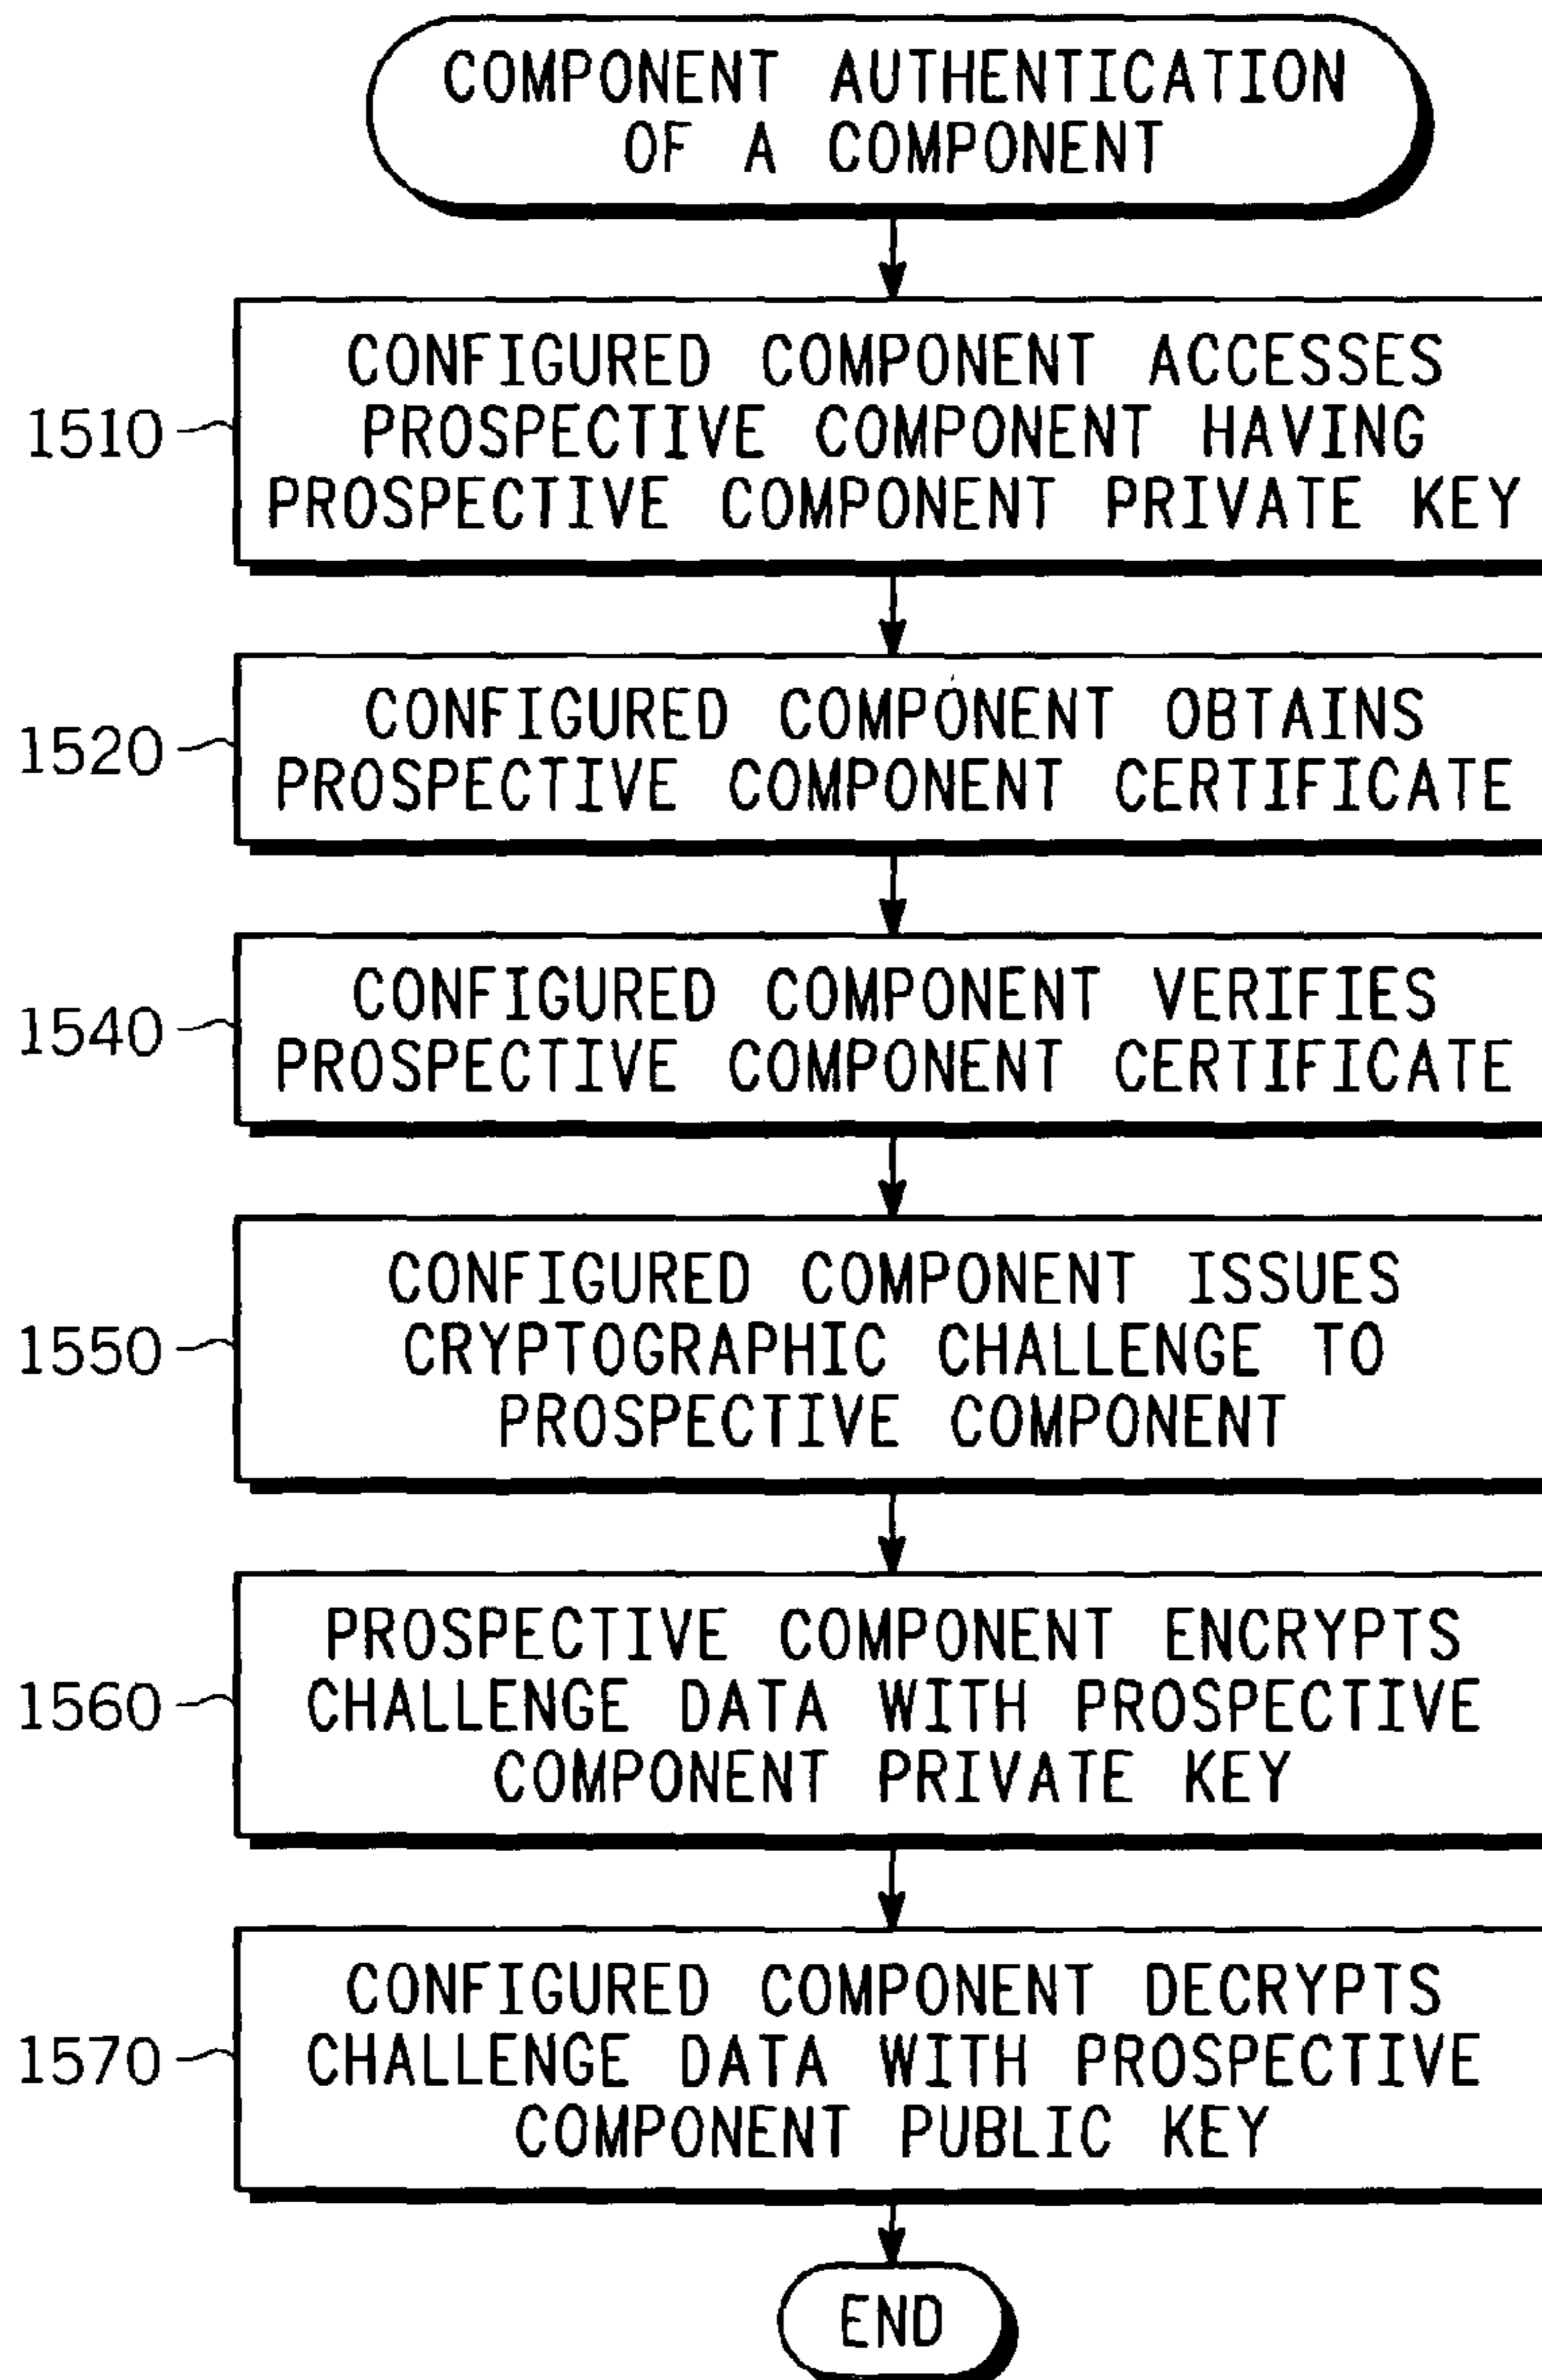 COMPONENT AUTHENTICATION
OF A COMPONENT
CONFIGURED COMPONENT ACCESSES
1510
PROSPECTIVE COMPONENT HAVING
PROSPECTIVE COMPONENT PRIVATE KEY
CONFIGURED COMPONENT OBTAINS
1520
PROSPECTIVE COMPONENT CERTIFICATE
CONFIGURED COMPONENT VERIFIES
1540
PROSPECTIVE COMPONENT CERTIFICATE
CONFIGURED COMPONENT ISSUES
1550
CRYPTOGRAPHIC CHALLENGE TO
PROSPECTIVE COMPONENT
PROSPECTIVE COMPONENT ENCRYPTS
1560
CHALLENGE DATA WITH PROSPECTIVE
COMPONENT PRIVATE KEY
CONFIGURED COMPONENT DECRYPTS
1570
CHALLENGE DATA WITH PROSPECTIVE
COMPONENT PUBLIC KEY
END